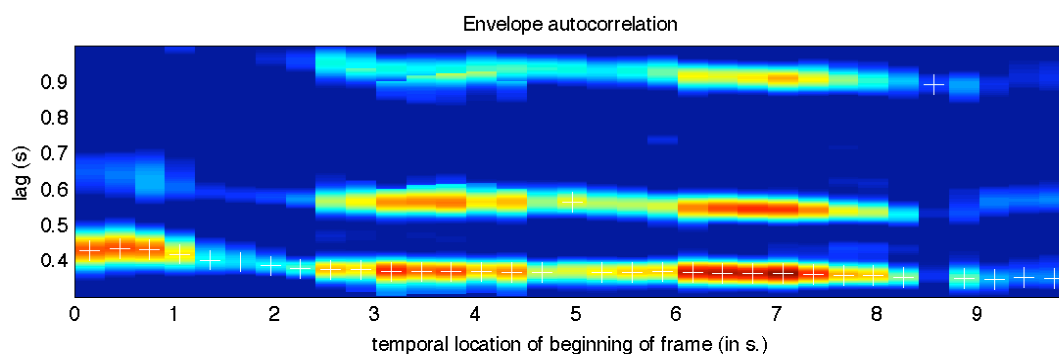 Envelope autocorrelation
lag (s)
0.9
0.8
0.7
0.6
0.5
0.4
0 1 2 3 4 5 6 7 8 9
temporal location of beginning of frame (in s.)